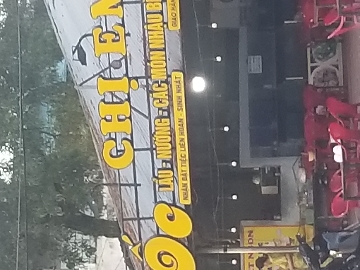 ỐC
CHỊ EM
LẨU - NƯỚNG - CÁC MÓN NHẬU B
NHẬN ĐẶT TIỆC LIÊN HOAN - SINH NHẬT